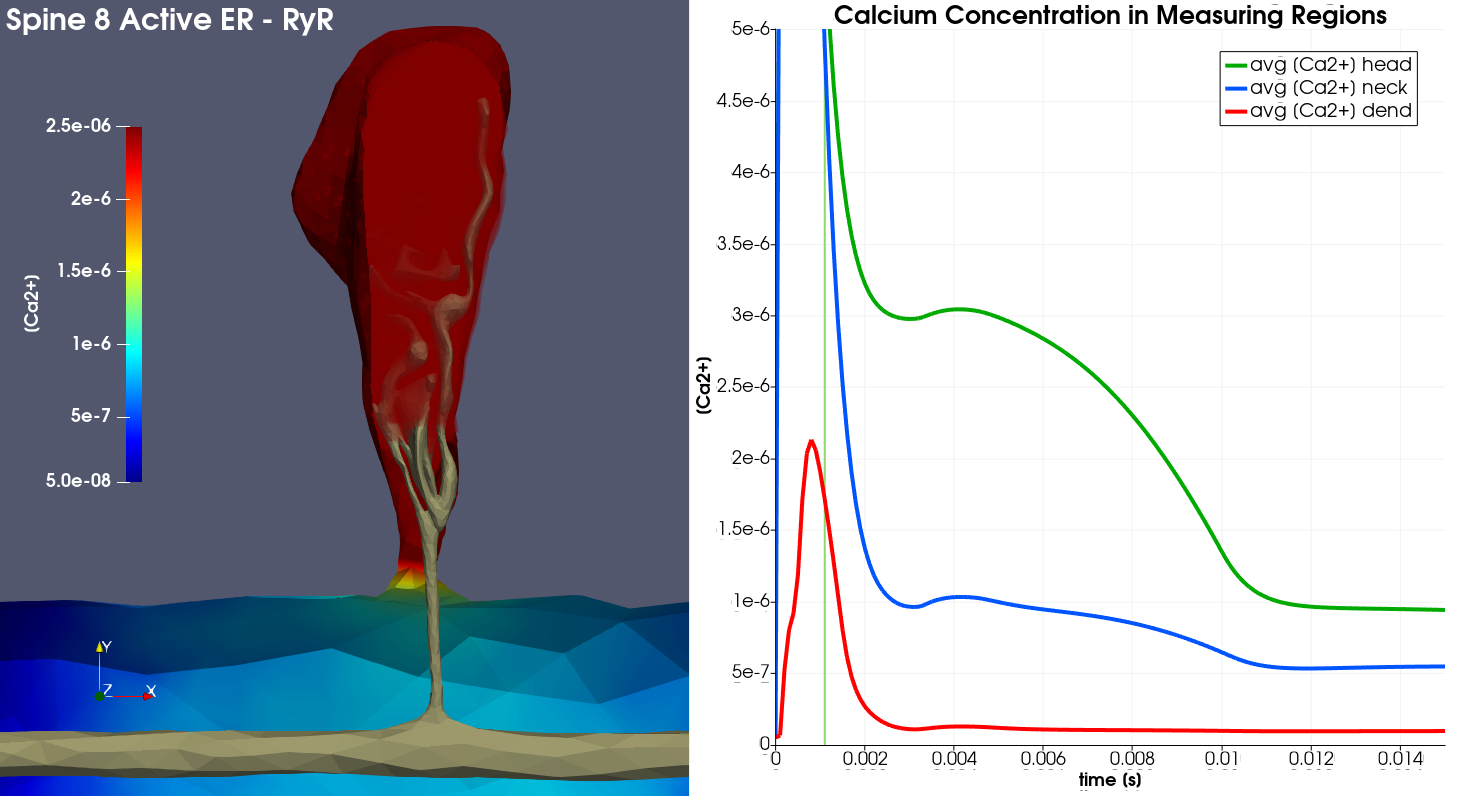 Spine 8 Active ER - RyR
2.5e-06
2e-6
1.5e-6
1e-6
5e-7
5.0e-08
(Ca2+)
Y
Z
X
Calcium Concentration in Measuring Regions
avg (Ca2+) head
avg (Ca2+) neck
avg (Ca2+) dend
5e-6
4.5e-6
4e-6
3.5e-6
3e-6
2.5e-6
2e-6
1.5e-6
1e-6
5e-7
0
(Ca2+)
0 0.002 0.004 0.006 0.008 0.01 0.012 0.014
time (s)